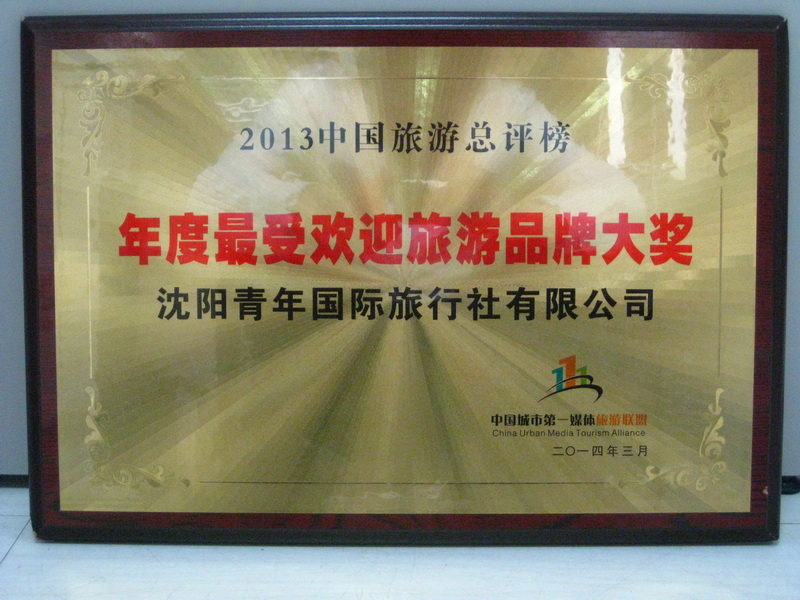 2013中国旅游总评榜
年度最受欢迎旅游品牌大奖
沈阳青年国际旅行社有限公司
中国城市第一媒体旅游联盟
China Urban Media Tourism Alliance
二〇一四年三月